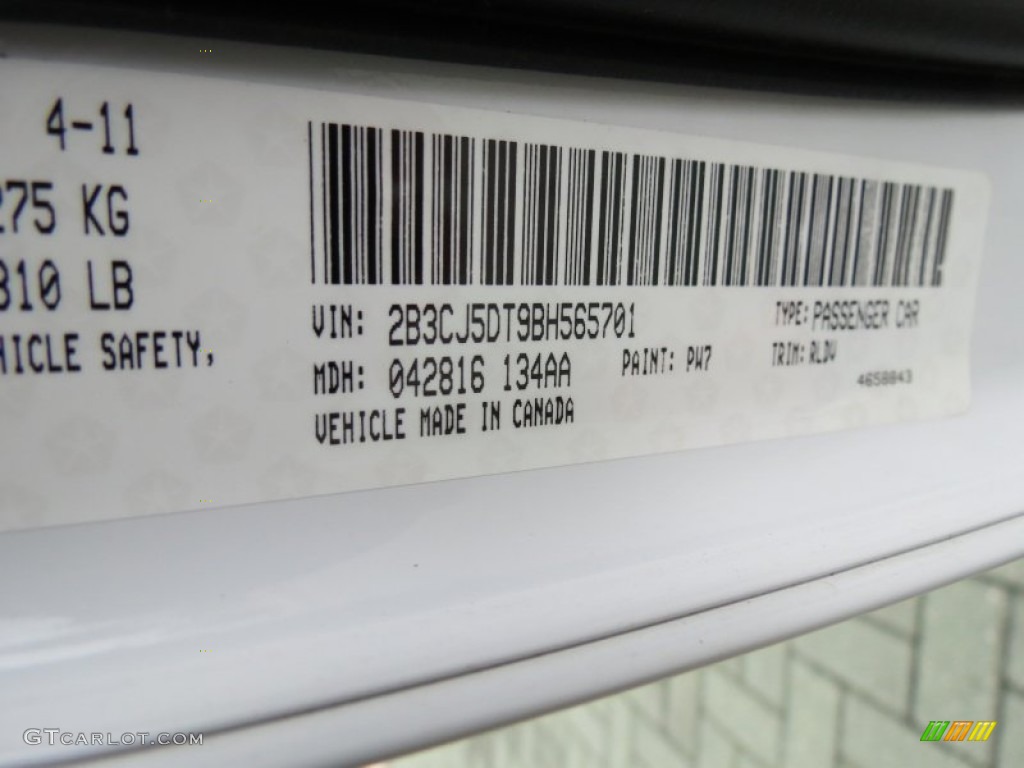 4-11
275 KG
810 LB
HICLE SAFETY,
VIN: 2B3CJ5DT9BH565701
TYPE: PASSENGER CAR
MDH: 042816 134AA
PAINT: PW7
TRIM: RLDV
VEHICLE MADE IN CANADA
4658843
GTCARLOT.COM